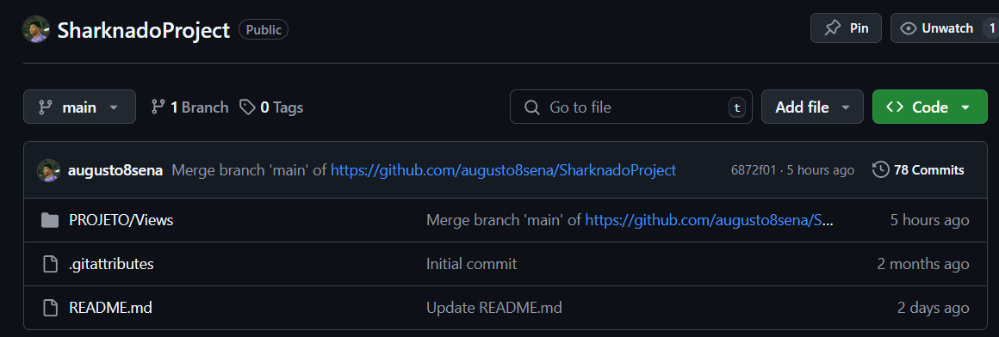 SharknadoProject Public Pin Unwatch 1
main 1 Branch 0 Tags Go to file t Add file Code
augusto8sena Merge branch 'main' of https://github.com/augusto8sena/SharknadoProject 6872f01 · 5 hours ago 78 Commits
PROJETO/Views Merge branch 'main' of https://github.com/augusto8sena/S... 5 hours ago
.gitattributes Initial commit 2 months ago
README.md Update README.md 2 days ago